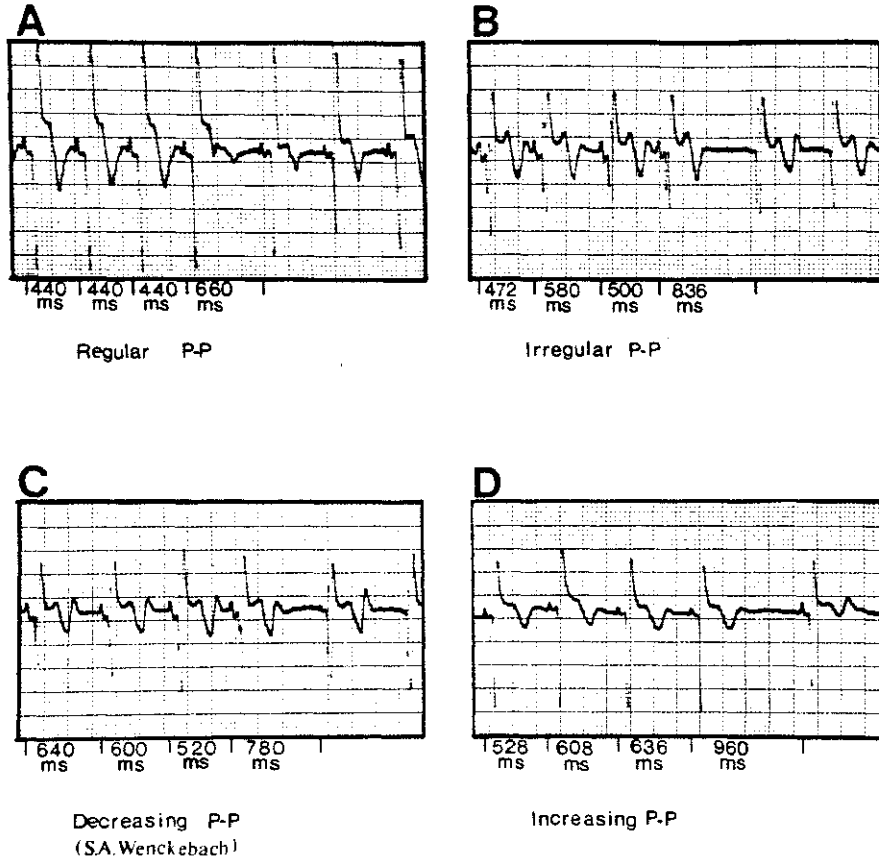 A
440 440 440 660
ms ms ms ms
Regular P-P
B
472 580 500 836
ms ms ms ms
Irregular P-P
C
640 600 520 780
ms ms ms ms
Decreasing P-P
(S.A. Wenckebach)
D
528 608 636 960
ms ms ms ms
Increasing P-P